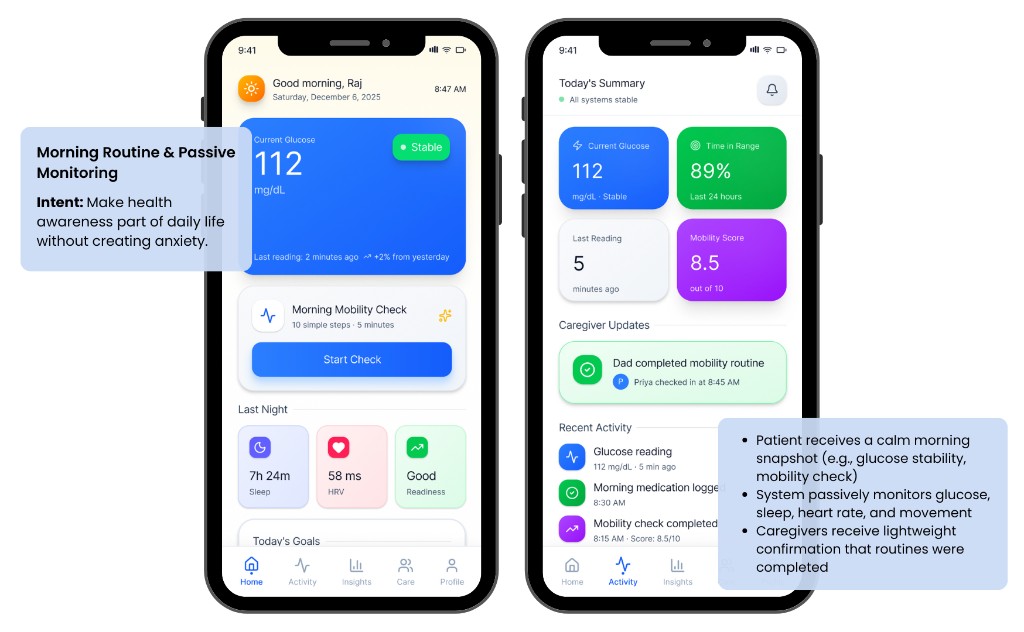 Morning Routine & Passive
Monitoring
Intent: Make health
awareness part of daily life
without creating anxiety.
9:41
Good morning, Raj
Saturday, December 6, 2025
8:47 AM
Current Glucose
Stable
112
mg/dL
Last reading: 2 minutes ago
+2% from yesterday
Morning Mobility Check
10 simple steps · 5 minutes
Start Check
Last Night
7h 24m
Sleep
58 ms
HRV
Good
Readiness
Today's Goals
Home
Activity
Insights
Care
Profile
9:41
Today's Summary
All systems stable
Current Glucose
112
mg/dL · Stable
Time in Range
89%
Last 24 hours
Last Reading
5
minutes ago
Mobility Score
8.5
out of 10
Caregiver Updates
Dad completed mobility routine
P
Priya checked in at 8:45 AM
Recent Activity
Glucose reading
112 mg/dL · 5 min ago
Morning medication logged
8:30 AM
Mobility check completed
8:15 AM · Score: 8.5/10
Home
Activity
Insights
• Patient receives a calm morning
snapshot (e.g., glucose stability,
mobility check)
• System passively monitors glucose,
sleep, heart rate, and movement
• Caregivers receive lightweight
confirmation that routines were
completed